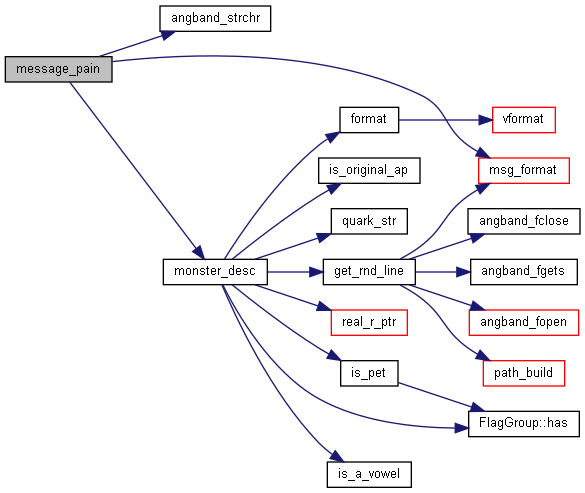 angband_strchr
message_pain
format
vformat
is_original_ap
msg_format
quark_str
angband_fclose
monster_desc
get_rnd_line
angband_fgets
real_r_ptr
angband_fopen
is_pet
path_build
FlagGroup::has
is_a_vowel